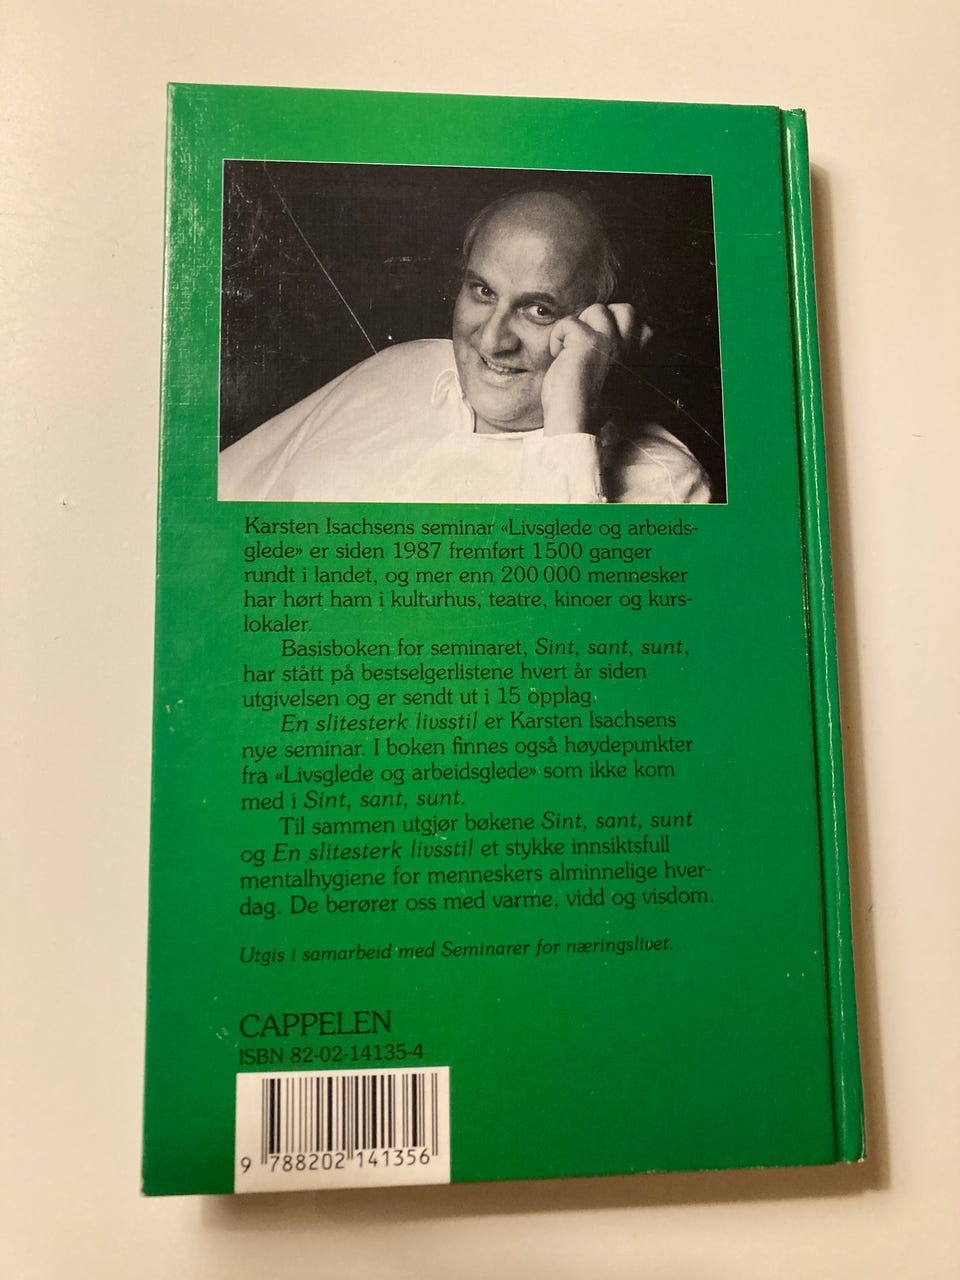 Karsten Isachsens seminar «Livsglede og arbeids-
glede» er siden 1987 fremført 1500 ganger
rundt i landet, og mer enn 200 000 mennesker
har hørt ham i kulturhus, teatre, kinoer og kurs-
lokaler.
Basisboken for seminaret, Sint, sant, sunt,
har stått på bestselgerlistene hvert år siden
utgivelsen og er sendt ut i 15 opplag.
En slitesterk livsstil er Karsten Isachsens
nye seminar. I boken finnes også høydepunkter
fra «Livsglede og arbeidsglede» som ikke kom
med i Sint, sant, sunt.
Til sammen utgjør bøkene Sint, sant, sunt
og En slitesterk livsstil et stykke innsiktsfull
mentalhygiene for menneskers alminnelige hver-
dag. De berører oss med varme, vidd og visdom.
Utgis i samarbeid med Seminarer for næringslivet.
CAPPELEN
ISBN 82-02-14135-4
9 788202 141356